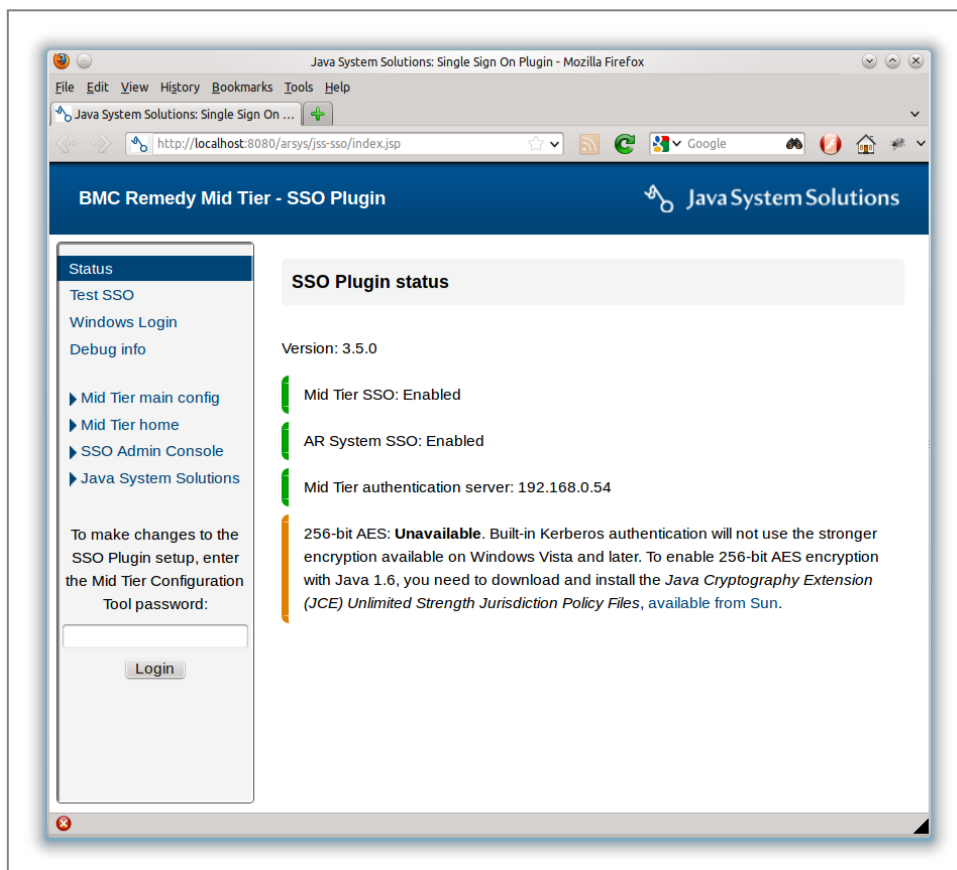 Java System Solutions: Single Sign On Plugin - Mozilla Firefox
File Edit View History Bookmarks Tools Help
Java System Solutions: Single Sign On ...
http://localhost:8080/arsys/jss-sso/index.jsp
Google
BMC Remedy Mid Tier - SSO Plugin
Java System Solutions
Status
Test SSO
Windows Login
Debug info
Mid Tier main config
Mid Tier home
SSO Admin Console
Java System Solutions
To make changes to the
SSO Plugin setup, enter
the Mid Tier Configuration
Tool password:
Login
SSO Plugin status
Version: 3.5.0
Mid Tier SSO: Enabled
AR System SSO: Enabled
Mid Tier authentication server: 192.168.0.54
256-bit AES: Unavailable. Built-in Kerberos authentication will not use the stronger
encryption available on Windows Vista and later. To enable 256-bit AES encryption
with Java 1.6, you need to download and install the Java Cryptography Extension
(JCE) Unlimited Strength Jurisdiction Policy Files, available from Sun.